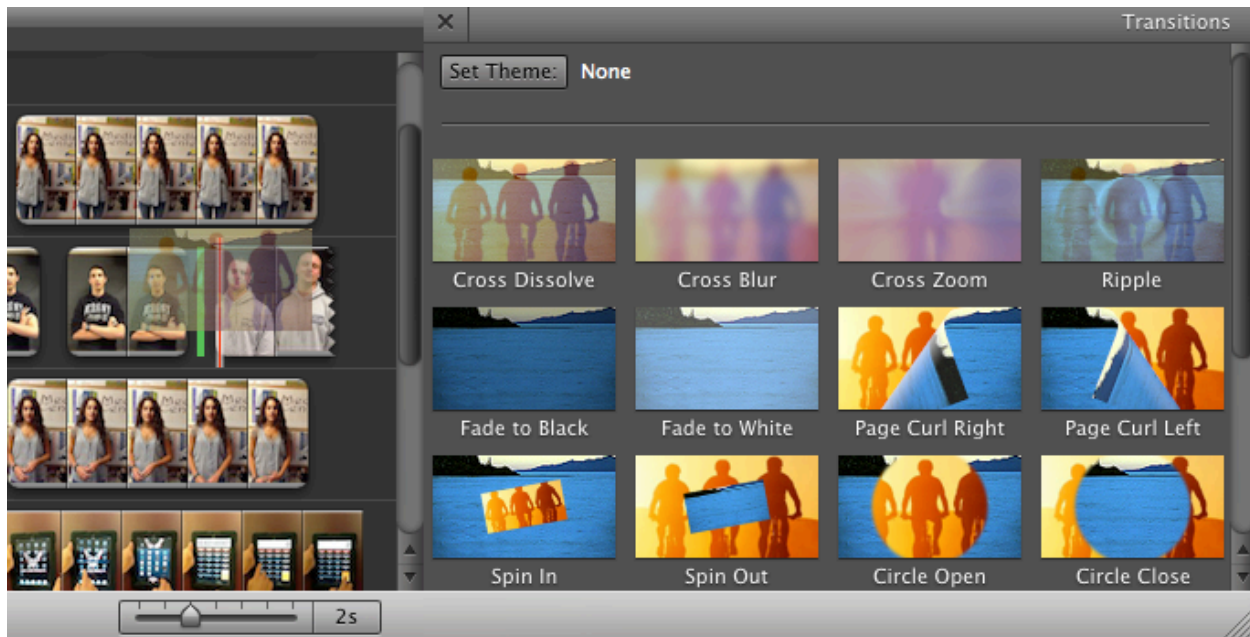 Transitions
Set Theme: None
Cross Dissolve
Cross Blur
Cross Zoom
Ripple
Fade to Black
Fade to White
Page Curl Right
Page Curl Left
Spin In
Spin Out
Circle Open
Circle Close
2s